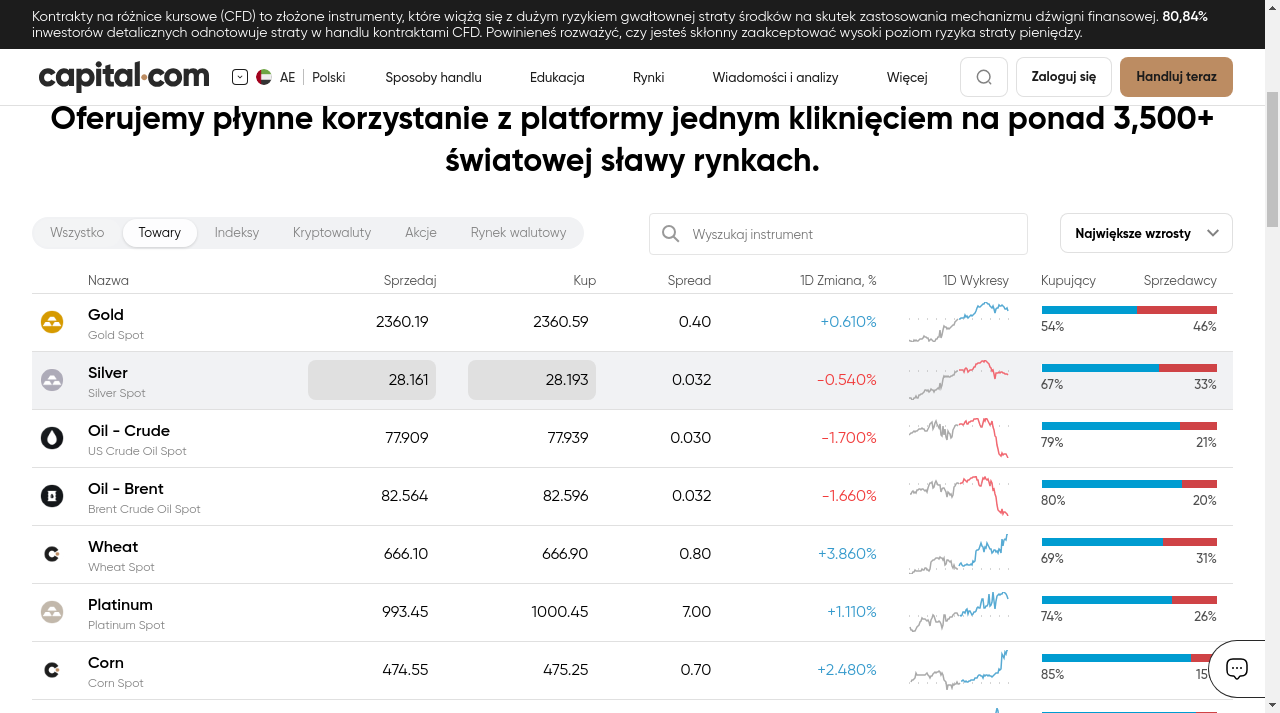 Kontrakty na różnice kursowe (CFD) to złożone instrumenty, które wiążą się z dużym ryzykiem gwałtownej straty środków na skutek zastosowania mechanizmu dźwigni finansowej. 80,84%
inwestorów detalicznych odnotowuje straty w handlu kontraktami CFD. Powinieneś rozważyć, czy jesteś skłonny zaakceptować wysoki poziom ryzyka straty pieniędzy.
capital.com AE Polski Sposoby handlu Edukacja Rynki Wiadomości i analizy Więcej Zaloguj się Handluj teraz
Oferujemy płynne korzystanie z platformy jednym kliknięciem na ponad 3,500+
światowej sławy rynkach.
Wszystko Towary Indeksy Kryptowaluty Akcje Rynek walutowy Wyszukaj instrument Największe wzrosty
Nazwa Sprzedaj Kup Spread 1D Zmiana, % 1D Wykresy Kupujący Sprzedawcy
Gold 2360.19 2360.59 0.40 +0.610% 54% 46%
Gold Spot
Silver 28.161 28.193 0.032 -0.540% 67% 33%
Silver Spot
Oil - Crude 77.909 77.939 0.030 -1.700% 79% 21%
US Crude Oil Spot
Oil - Brent 82.564 82.596 0.032 -1.660% 80% 20%
Brent Crude Oil Spot
Wheat 666.10 666.90 0.80 +3.860% 69% 31%
Wheat Spot
Platinum 993.45 1000.45 7.00 +1.110% 74% 26%
Platinum Spot
Corn 474.55 475.25 0.70 +2.480% 85% 15
Corn Spot